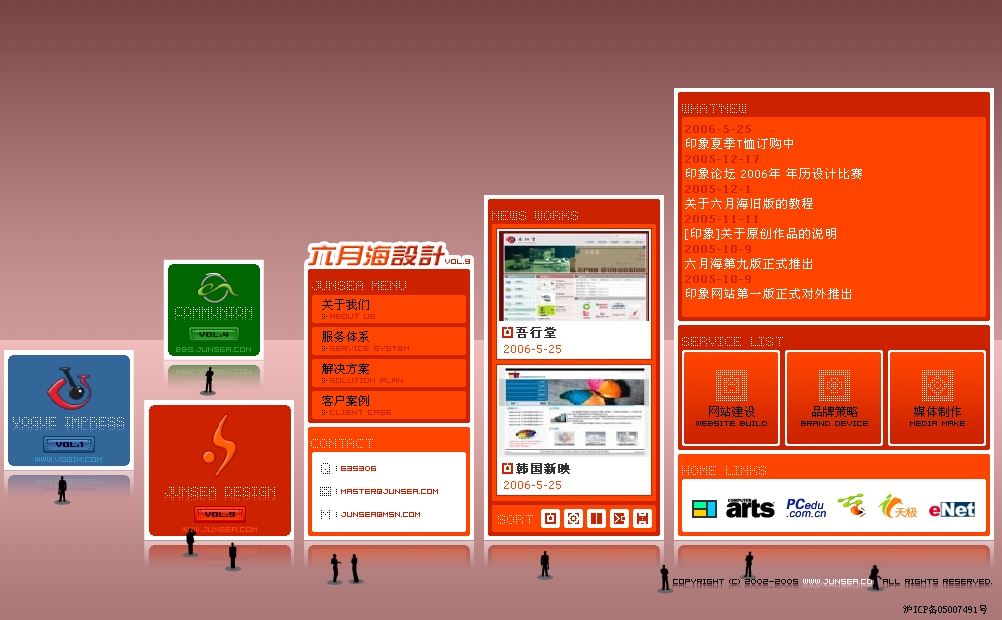 VOGUE IMPRESS
VOL.1
WWW.VOGIM.COM
COMMUNION
VOL.4
BBS.JUNSEA.COM
JUNSEA DESIGN
VOL.9
WWW.JUNSEA.COM
六月海設計 VOL.9
JUNSEA MENU
关于我们
ABOUT US
服务体系
SERVICE SYSTEM
解决方案
SOLUTION PLAN
客户案例
CLIENT CASE
CONTACT
Q : 635306
: MASTER@JUNSEA.COM
M : JUNSEA@MSN.COM
NEWS WORKS
吾行堂
2006-5-25
韩国新映
2006-5-25
SORT
WHAT'NEW
2006-5-25
印象夏季T恤订购中
2005-12-17
印象论坛 2006年 年历设计比赛
2005-12-1
关于六月海旧版的教程
2005-11-11
[印象]关于原创作品的说明
2005-10-9
六月海第九版正式推出
2005-10-9
印象网站第一版正式对外推出
SERVICE LIST
网站建设
WEBSITE BUILD
品牌策略
BRAND DEVICE
媒体制作
MEDIA MAKE
HOME LINKS
COMPUTER arts
PCedu .com.cn
天极
eNet
COPYRIGHT (C) 2002-2005 WWW.JUNSEA.CO ALL RIGHTS RESERVED.
沪ICP备05007491号